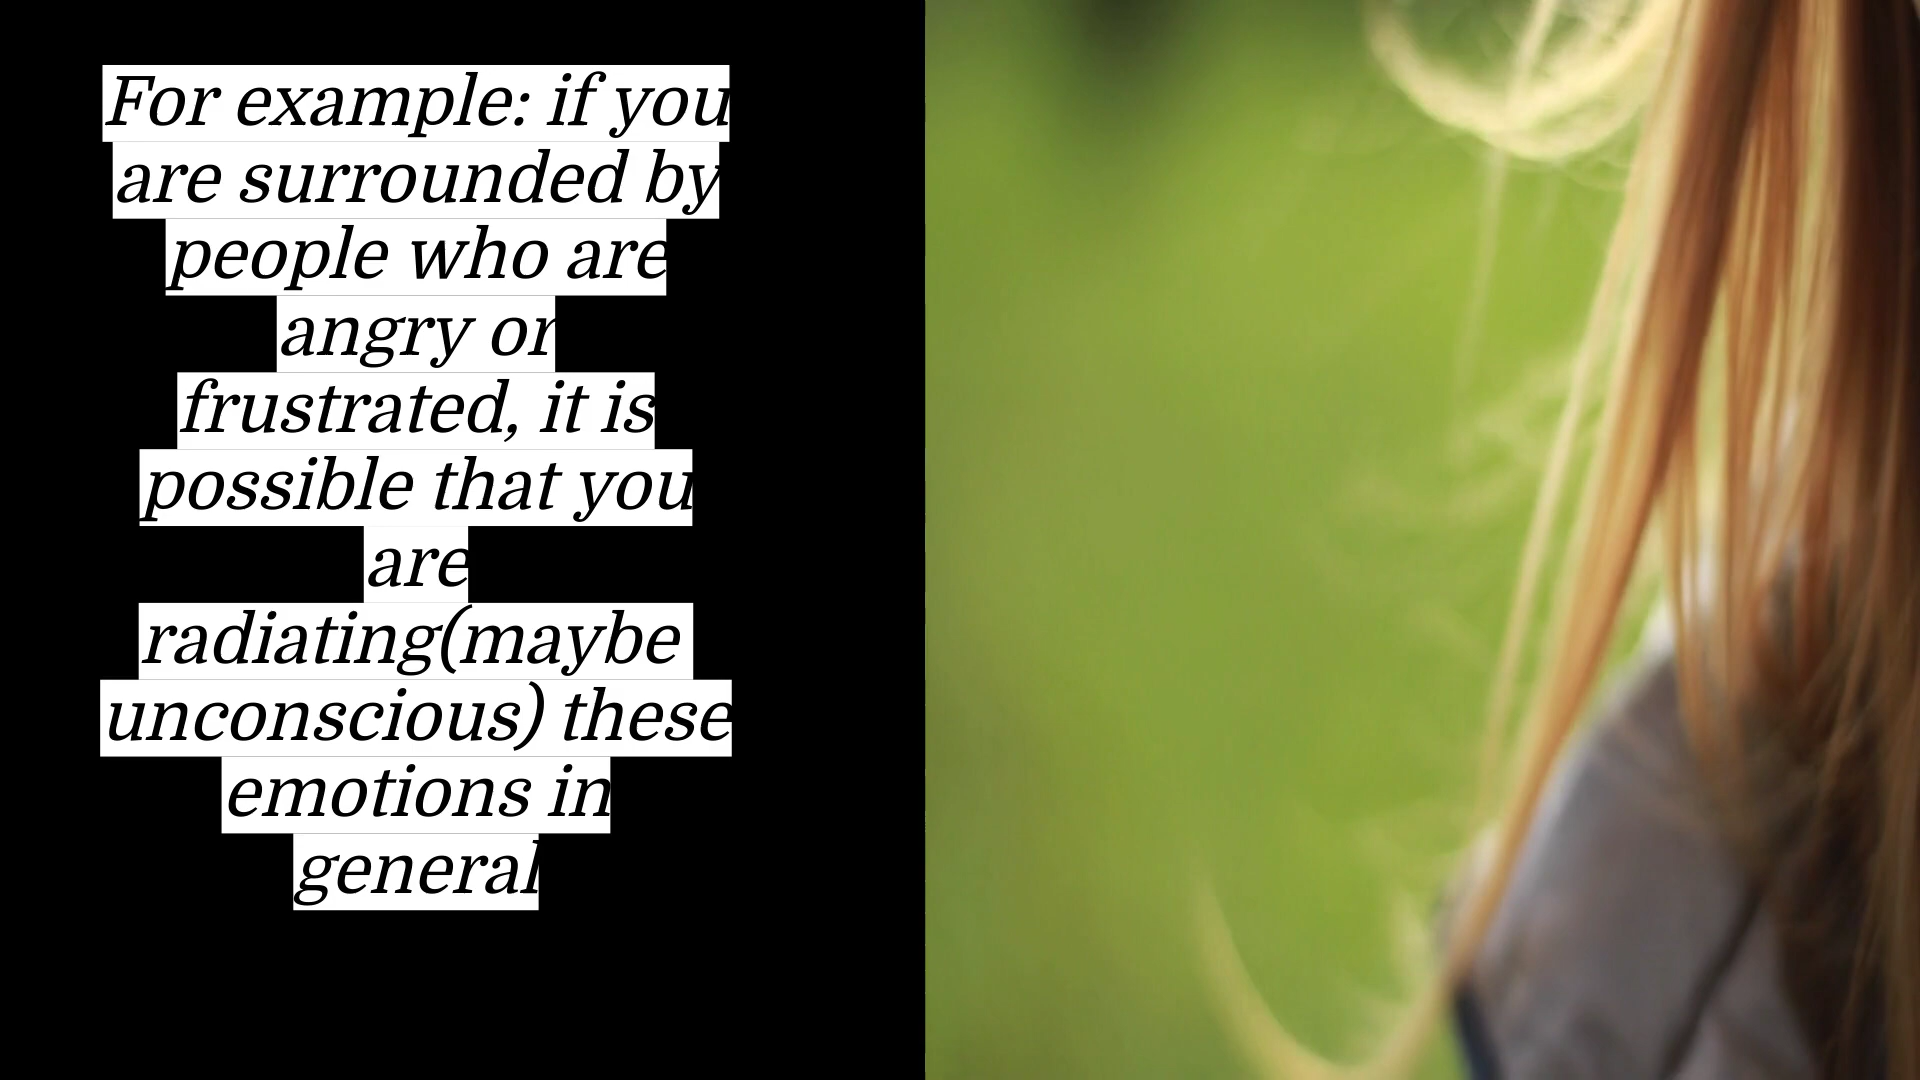 For example: if you
are surrounded by
people who are
angry or
frustrated, it is
possible that you
are
radiating(maybe
unconscious) these
emotions in
general